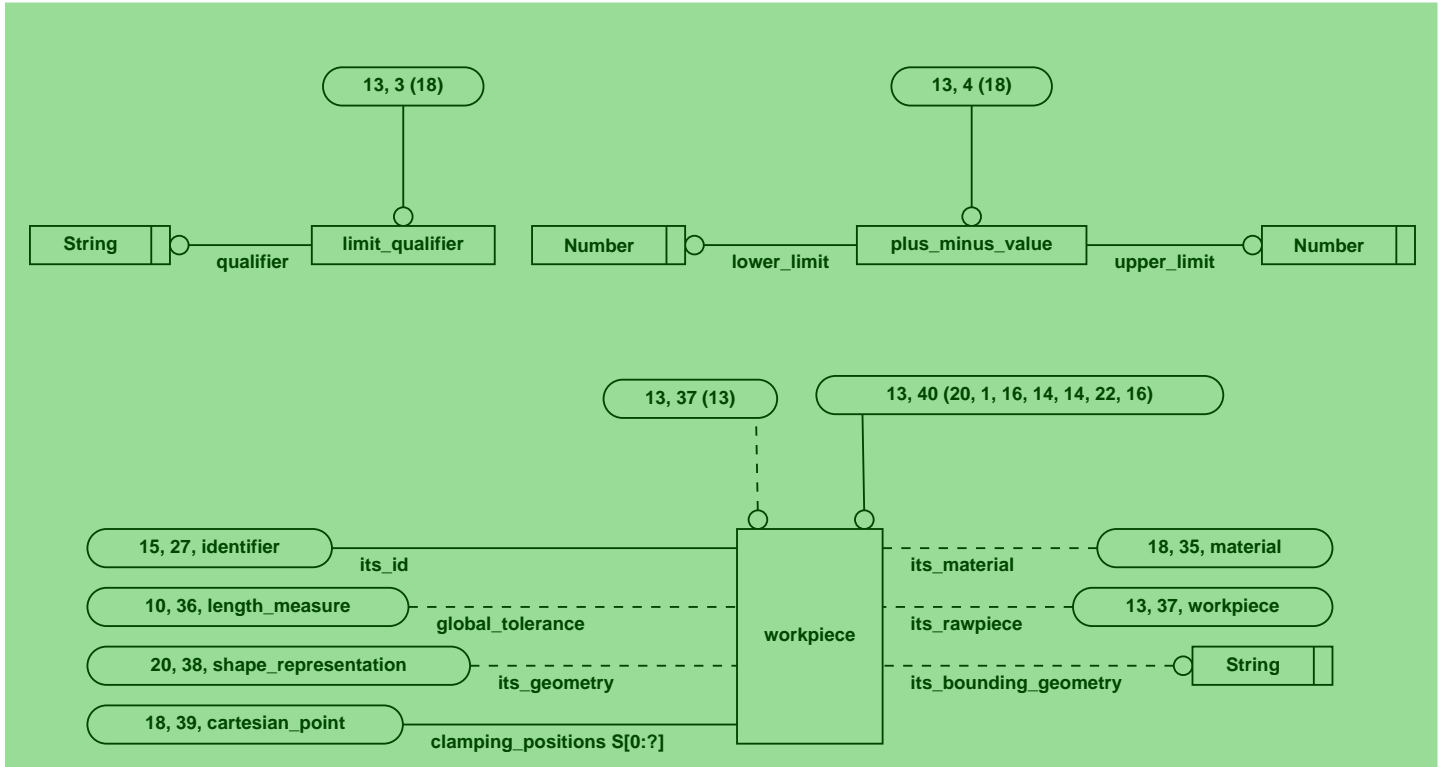 13, 3 (18)
13, 4 (18)
String
qualifier
limit_qualifier
Number
lower_limit
plus_minus_value
upper_limit
Number
13, 37 (13)
13, 40 (20, 1, 16, 14, 14, 22, 16)
15, 27, identifier
its_id
10, 36, length_measure
global_tolerance
20, 38, shape_representation
its_geometry
18, 39, cartesian_point
clamping_positions S[0:?]
workpiece
its_material
18, 35, material
its_rawpiece
13, 37, workpiece
its_bounding_geometry
String